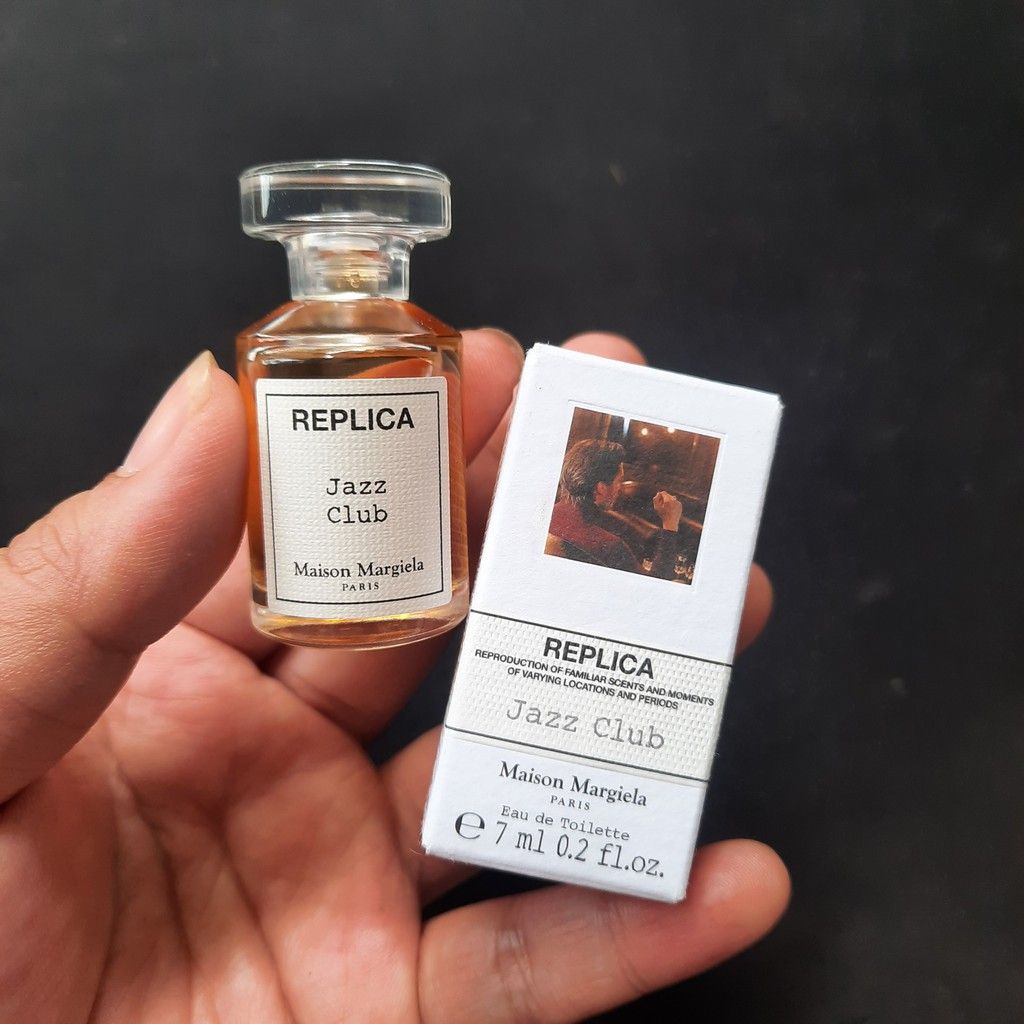 REPLICA
Jazz
Club
Maison Margiela
PARIS
REPLICA
REPRODUCTION OF FAMILIAR SCENTS AND MOMENTS
OF VARYING LOCATIONS AND PERIODS
Jazz Club
Maison Margiela
PARIS
Eau de Toilette
℮ 7 ml 0.2 fl.oz.